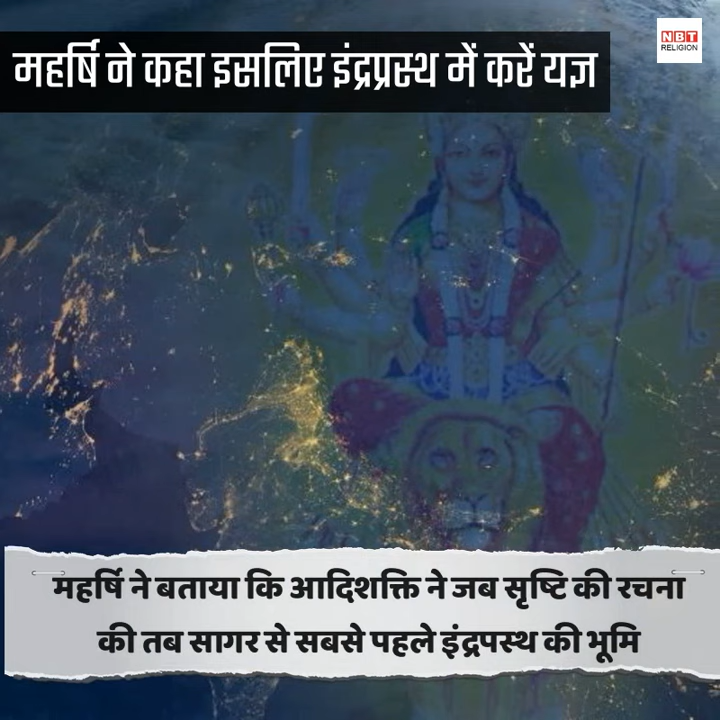 NBT
RELIGION
महर्षि ने कहा इसलिए इंद्रप्रस्थ में करें यज्ञ
महर्षि ने बताया कि आदिशक्ति ने जब सृष्टि की रचना
की तब सागर से सबसे पहले इंद्रपस्थ की भूमि